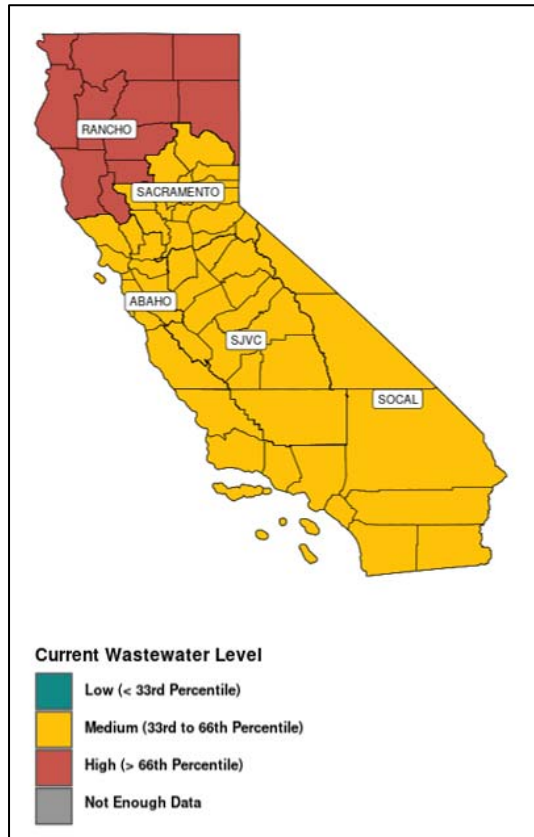 RANCHO
SACRAMENTO
ABAHO
SJVC
SOCAL
Current Wastewater Level
Low (< 33rd Percentile)
Medium (33rd to 66th Percentile)
High (> 66th Percentile)
Not Enough Data